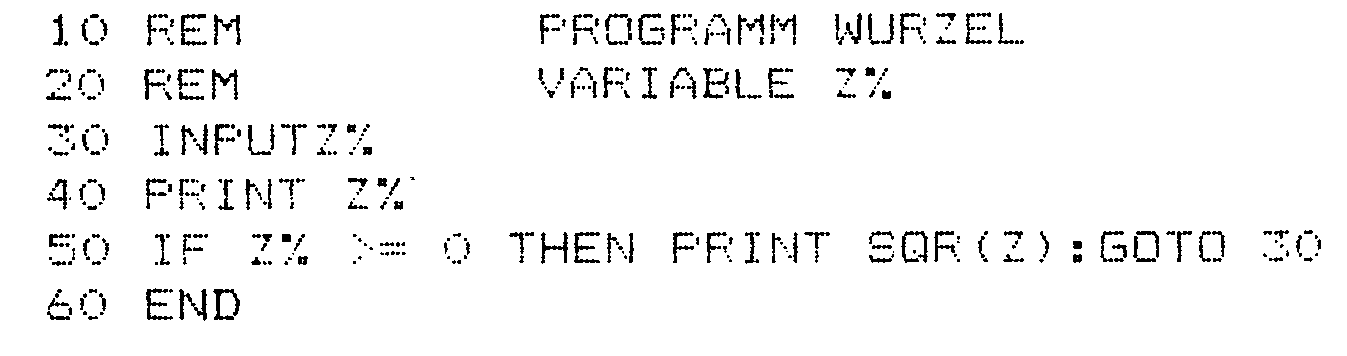 10 REM PROGRAMM WURZEL
20 REM VARIABLE Z%
30 INPUTZ%
40 PRINT Z%
50 IF Z% >= 0 THEN PRINT SQR(Z):GOTO 30
60 END